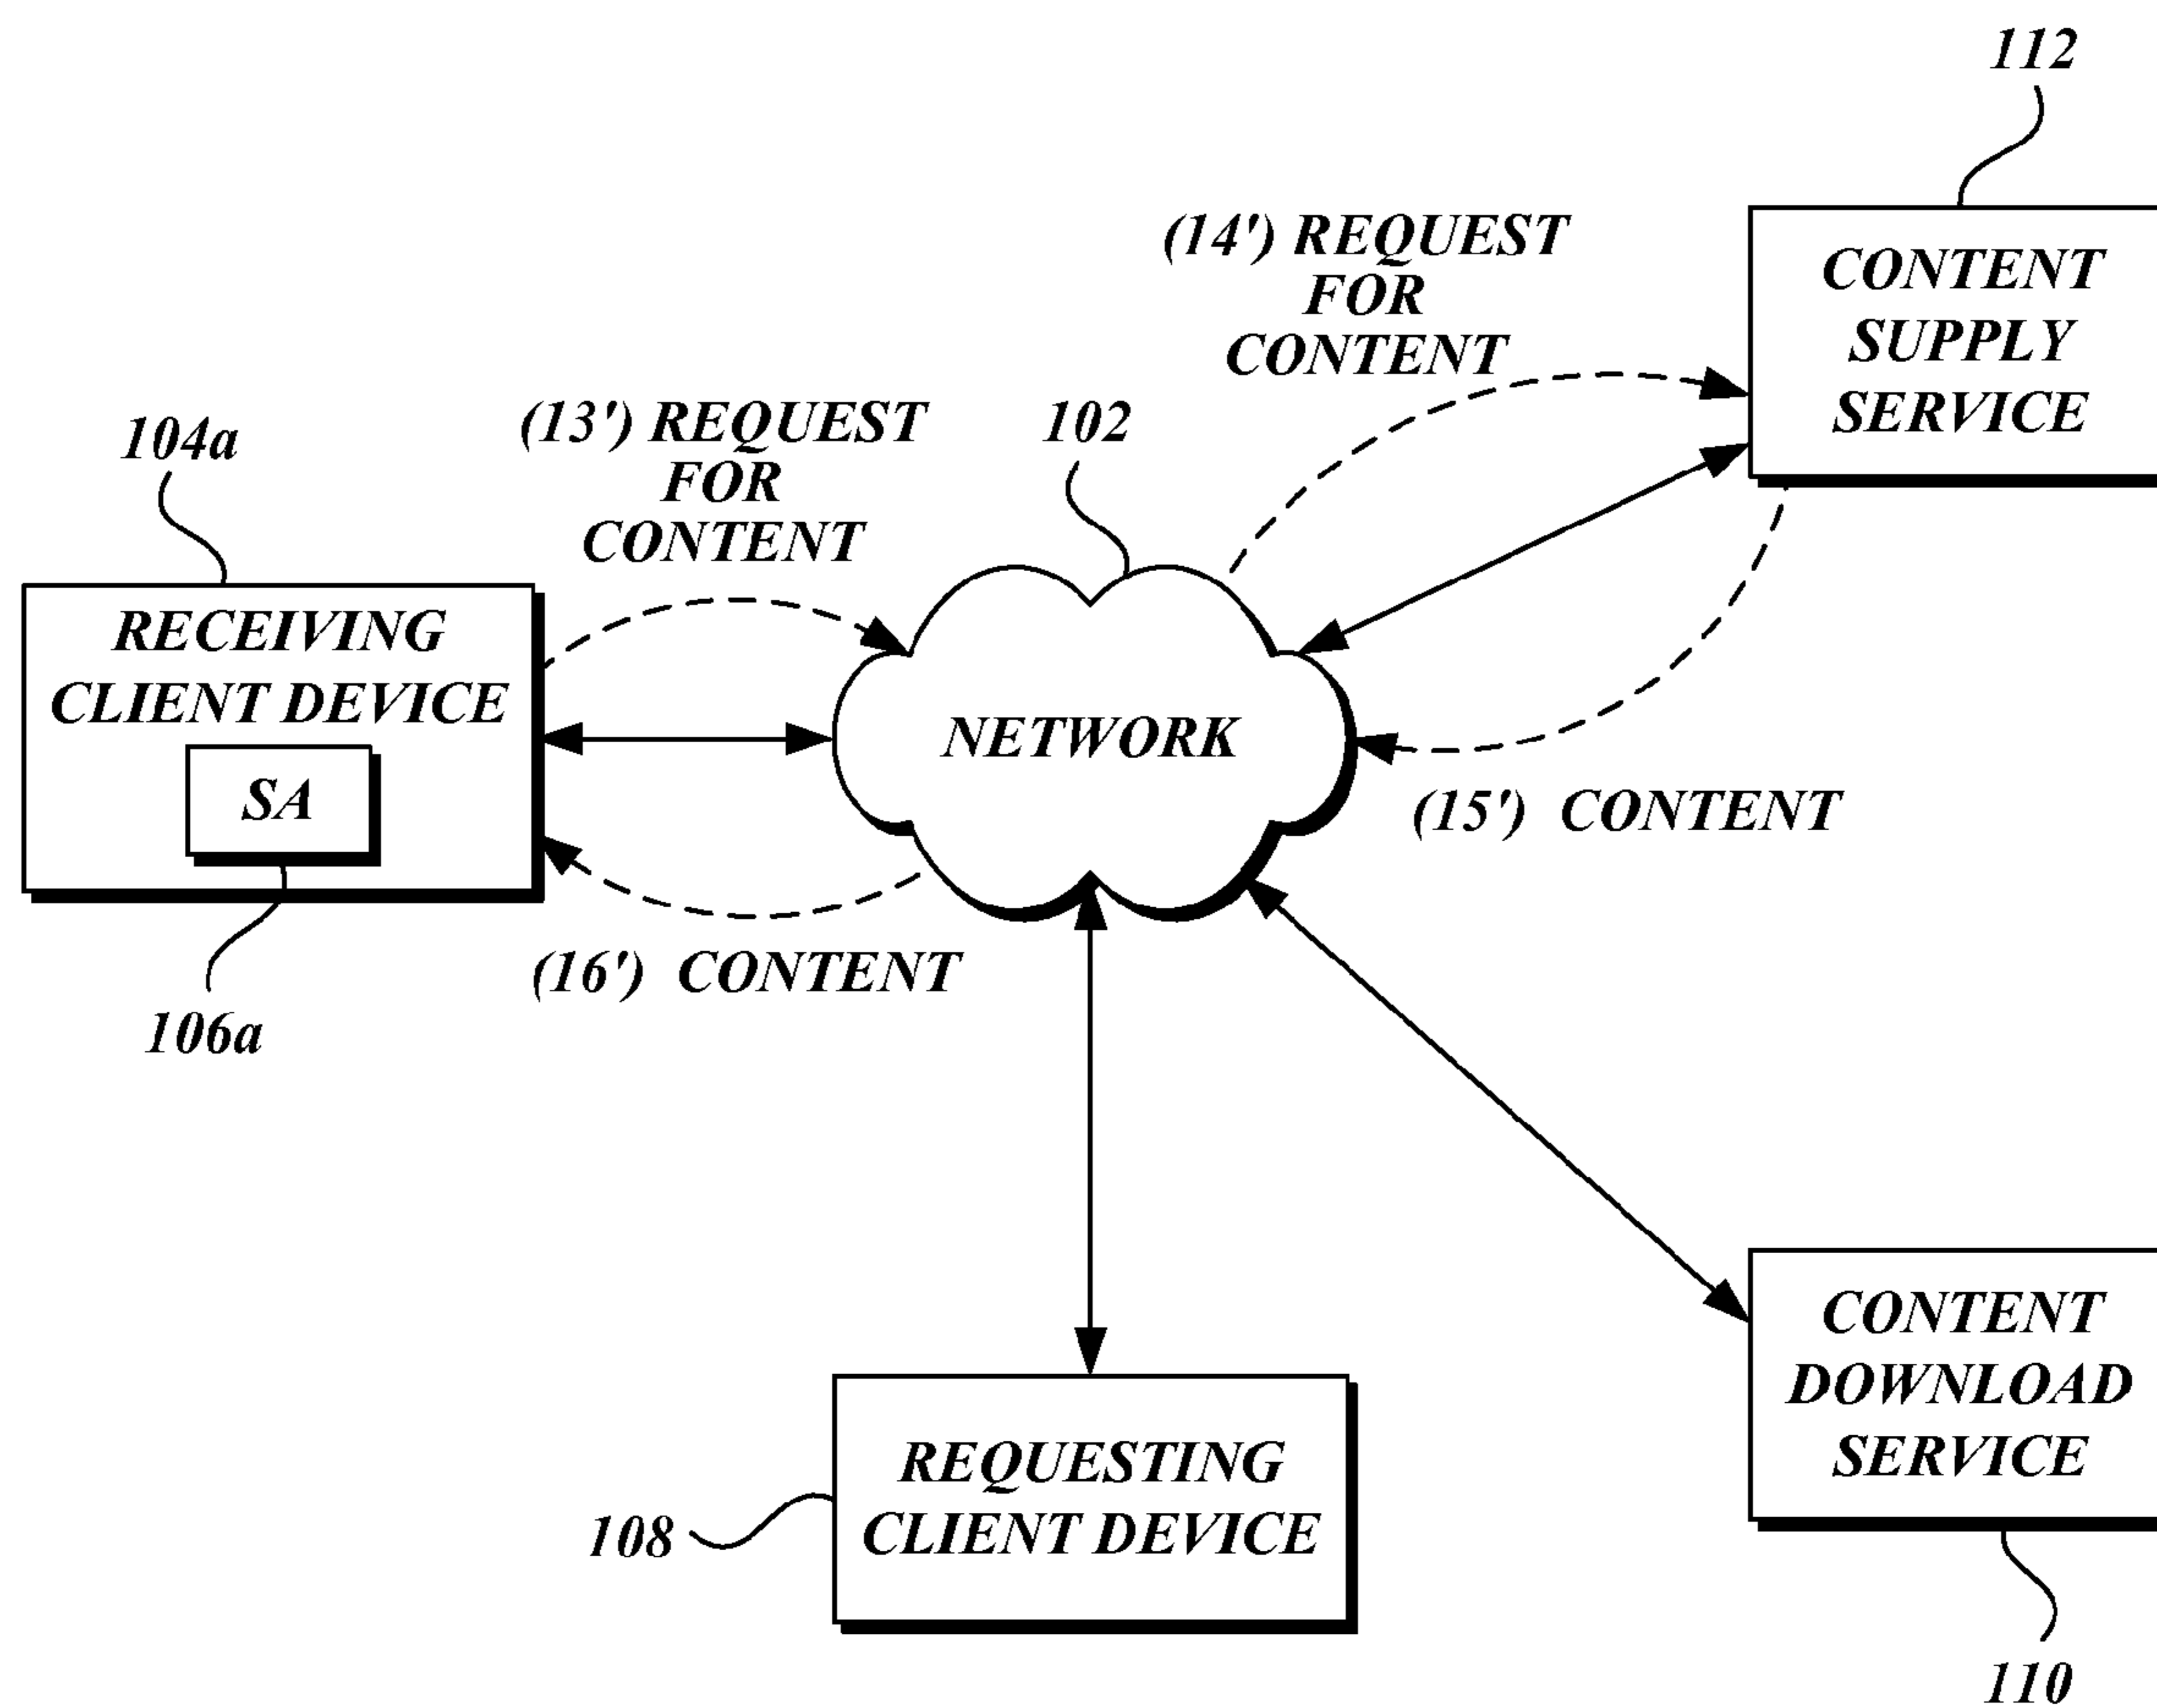 112
(14') REQUEST
FOR
CONTENT
CONTENT
SUPPLY
SERVICE
104a
(13') REQUEST
FOR
CONTENT
102
RECEIVING
CLIENT DEVICE
SA
NETWORK
(15') CONTENT
(16') CONTENT
106a
CONTENT
DOWNLOAD
SERVICE
REQUESTING
CLIENT DEVICE
108
110